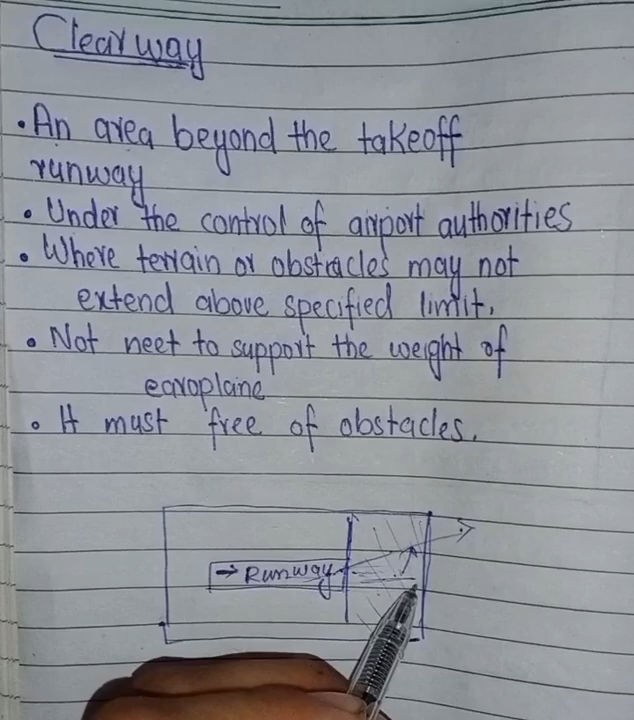 Clearway
• An area beyond the takeoff
runway
• Under the control of airport authorities
• Where terrain or obstracles may not
extend above specified limit.
• Not neet to support the weight of
earoplane
• It must free of obstacles.
→ Runway